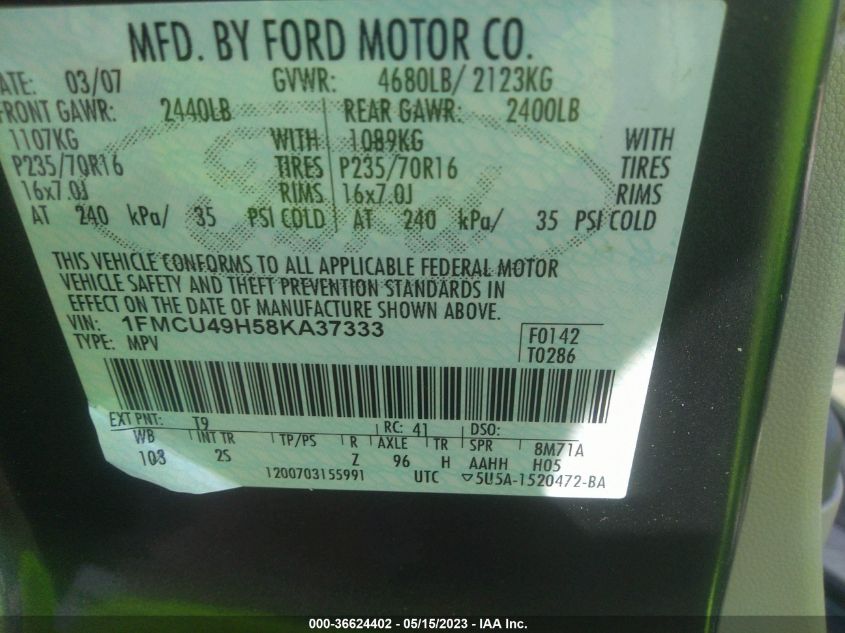 MFD. BY FORD MOTOR CO.
ATE: 03/07 GVWR: 4680LB/ 2123KG
FRONT GAWR: 2440LB REAR GAWR: 2400LB
1107KG WITH 1089KG WITH
P235/70R16 TIRES P235/70R16 TIRES
16x7.0J RIMS 16x7.0J RIMS
AT 240 kPa/ 35 PSI COLD AT 240 kPa/ 35 PSI COLD
THIS VEHICLE CONFORMS TO ALL APPLICABLE FEDERAL MOTOR
VEHICLE SAFETY AND THEFT PREVENTION STANDARDS IN
EFFECT ON THE DATE OF MANUFACTURE SHOWN ABOVE.
VIN: 1FMCU49H58KA37333
TYPE: MPV
F0142
T0286
EXT PNT: T9 RC: 41 DSO:
WB INT TR TP/PS R AXLE TR SPR 8M71A
103 25 Z 96 H AAHH H05
1200703155991 UTC ▽5U5A-1520472-BA
000-36624402 - 05/15/2023 - IAA Inc.